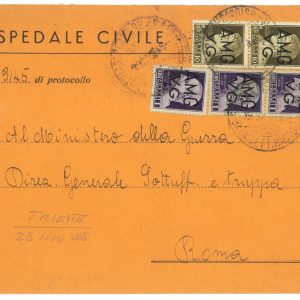 SPEDALE CIVILE
9145 di protocollo
AMG
VG
AMG
VG
AMG
VG
AMG
VG
AMG
VG
Al Ministero della Guerra
Direz Generale Sottuff e truppa
Roma
TRIESTE
23 NOV 46